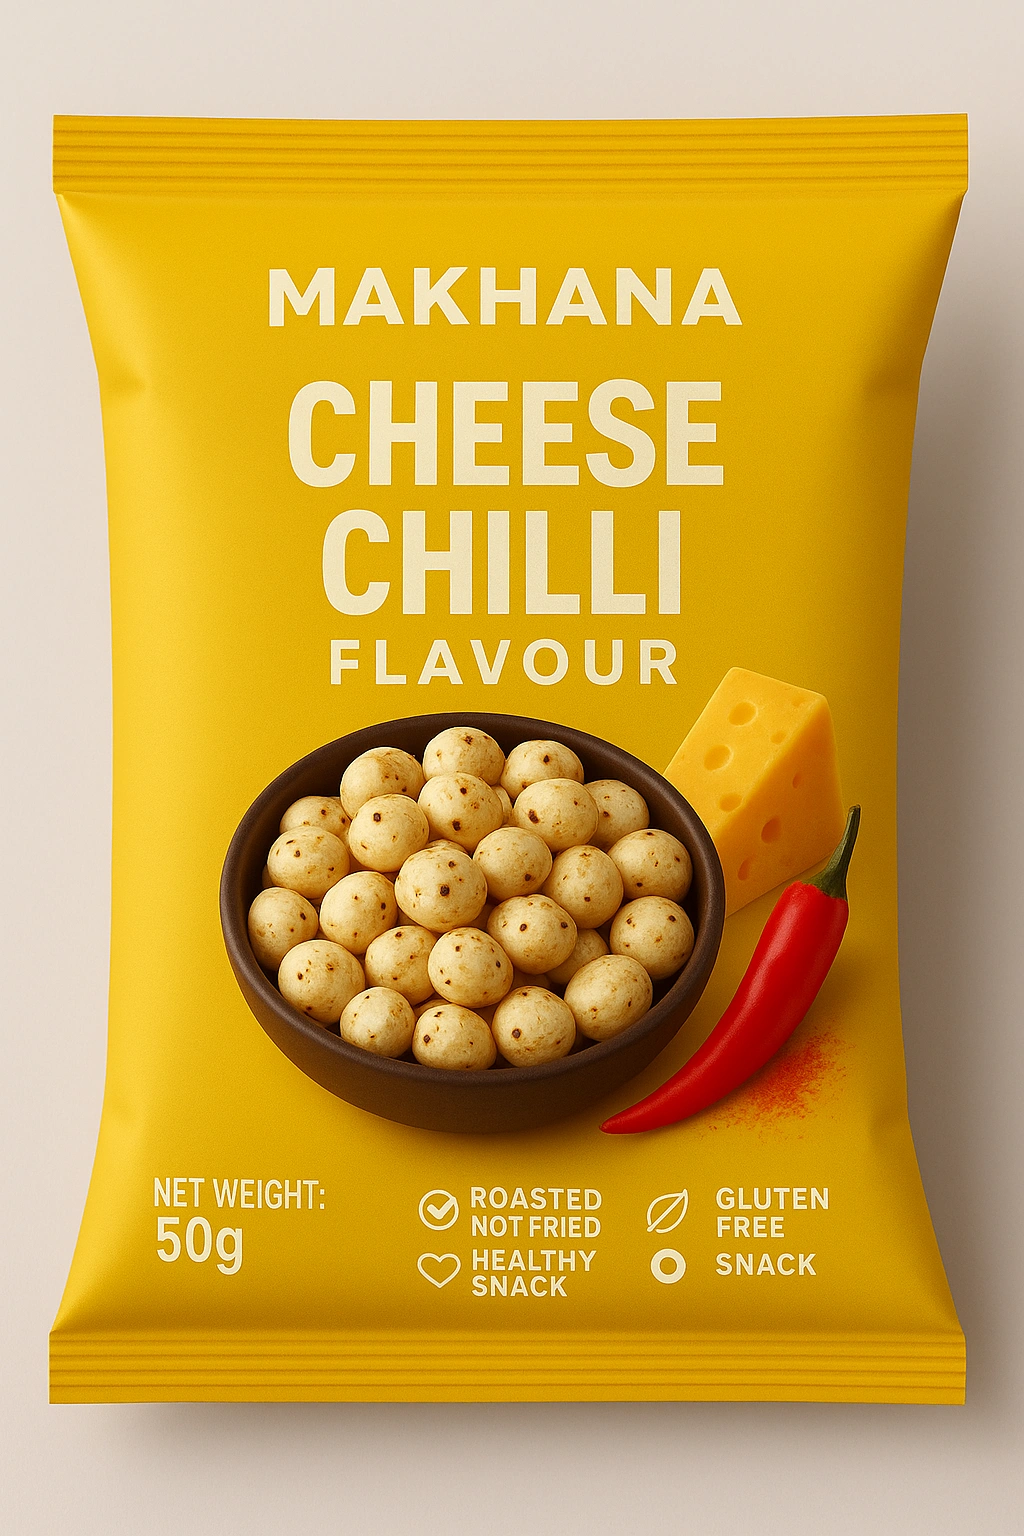 MAKHANA
CHEESE
CHILLI
FLAVOUR
NET WEIGHT:
50g
ROASTED
NOT FRIED
HEALTHY
SNACK
GLUTEN
FREE
SNACK